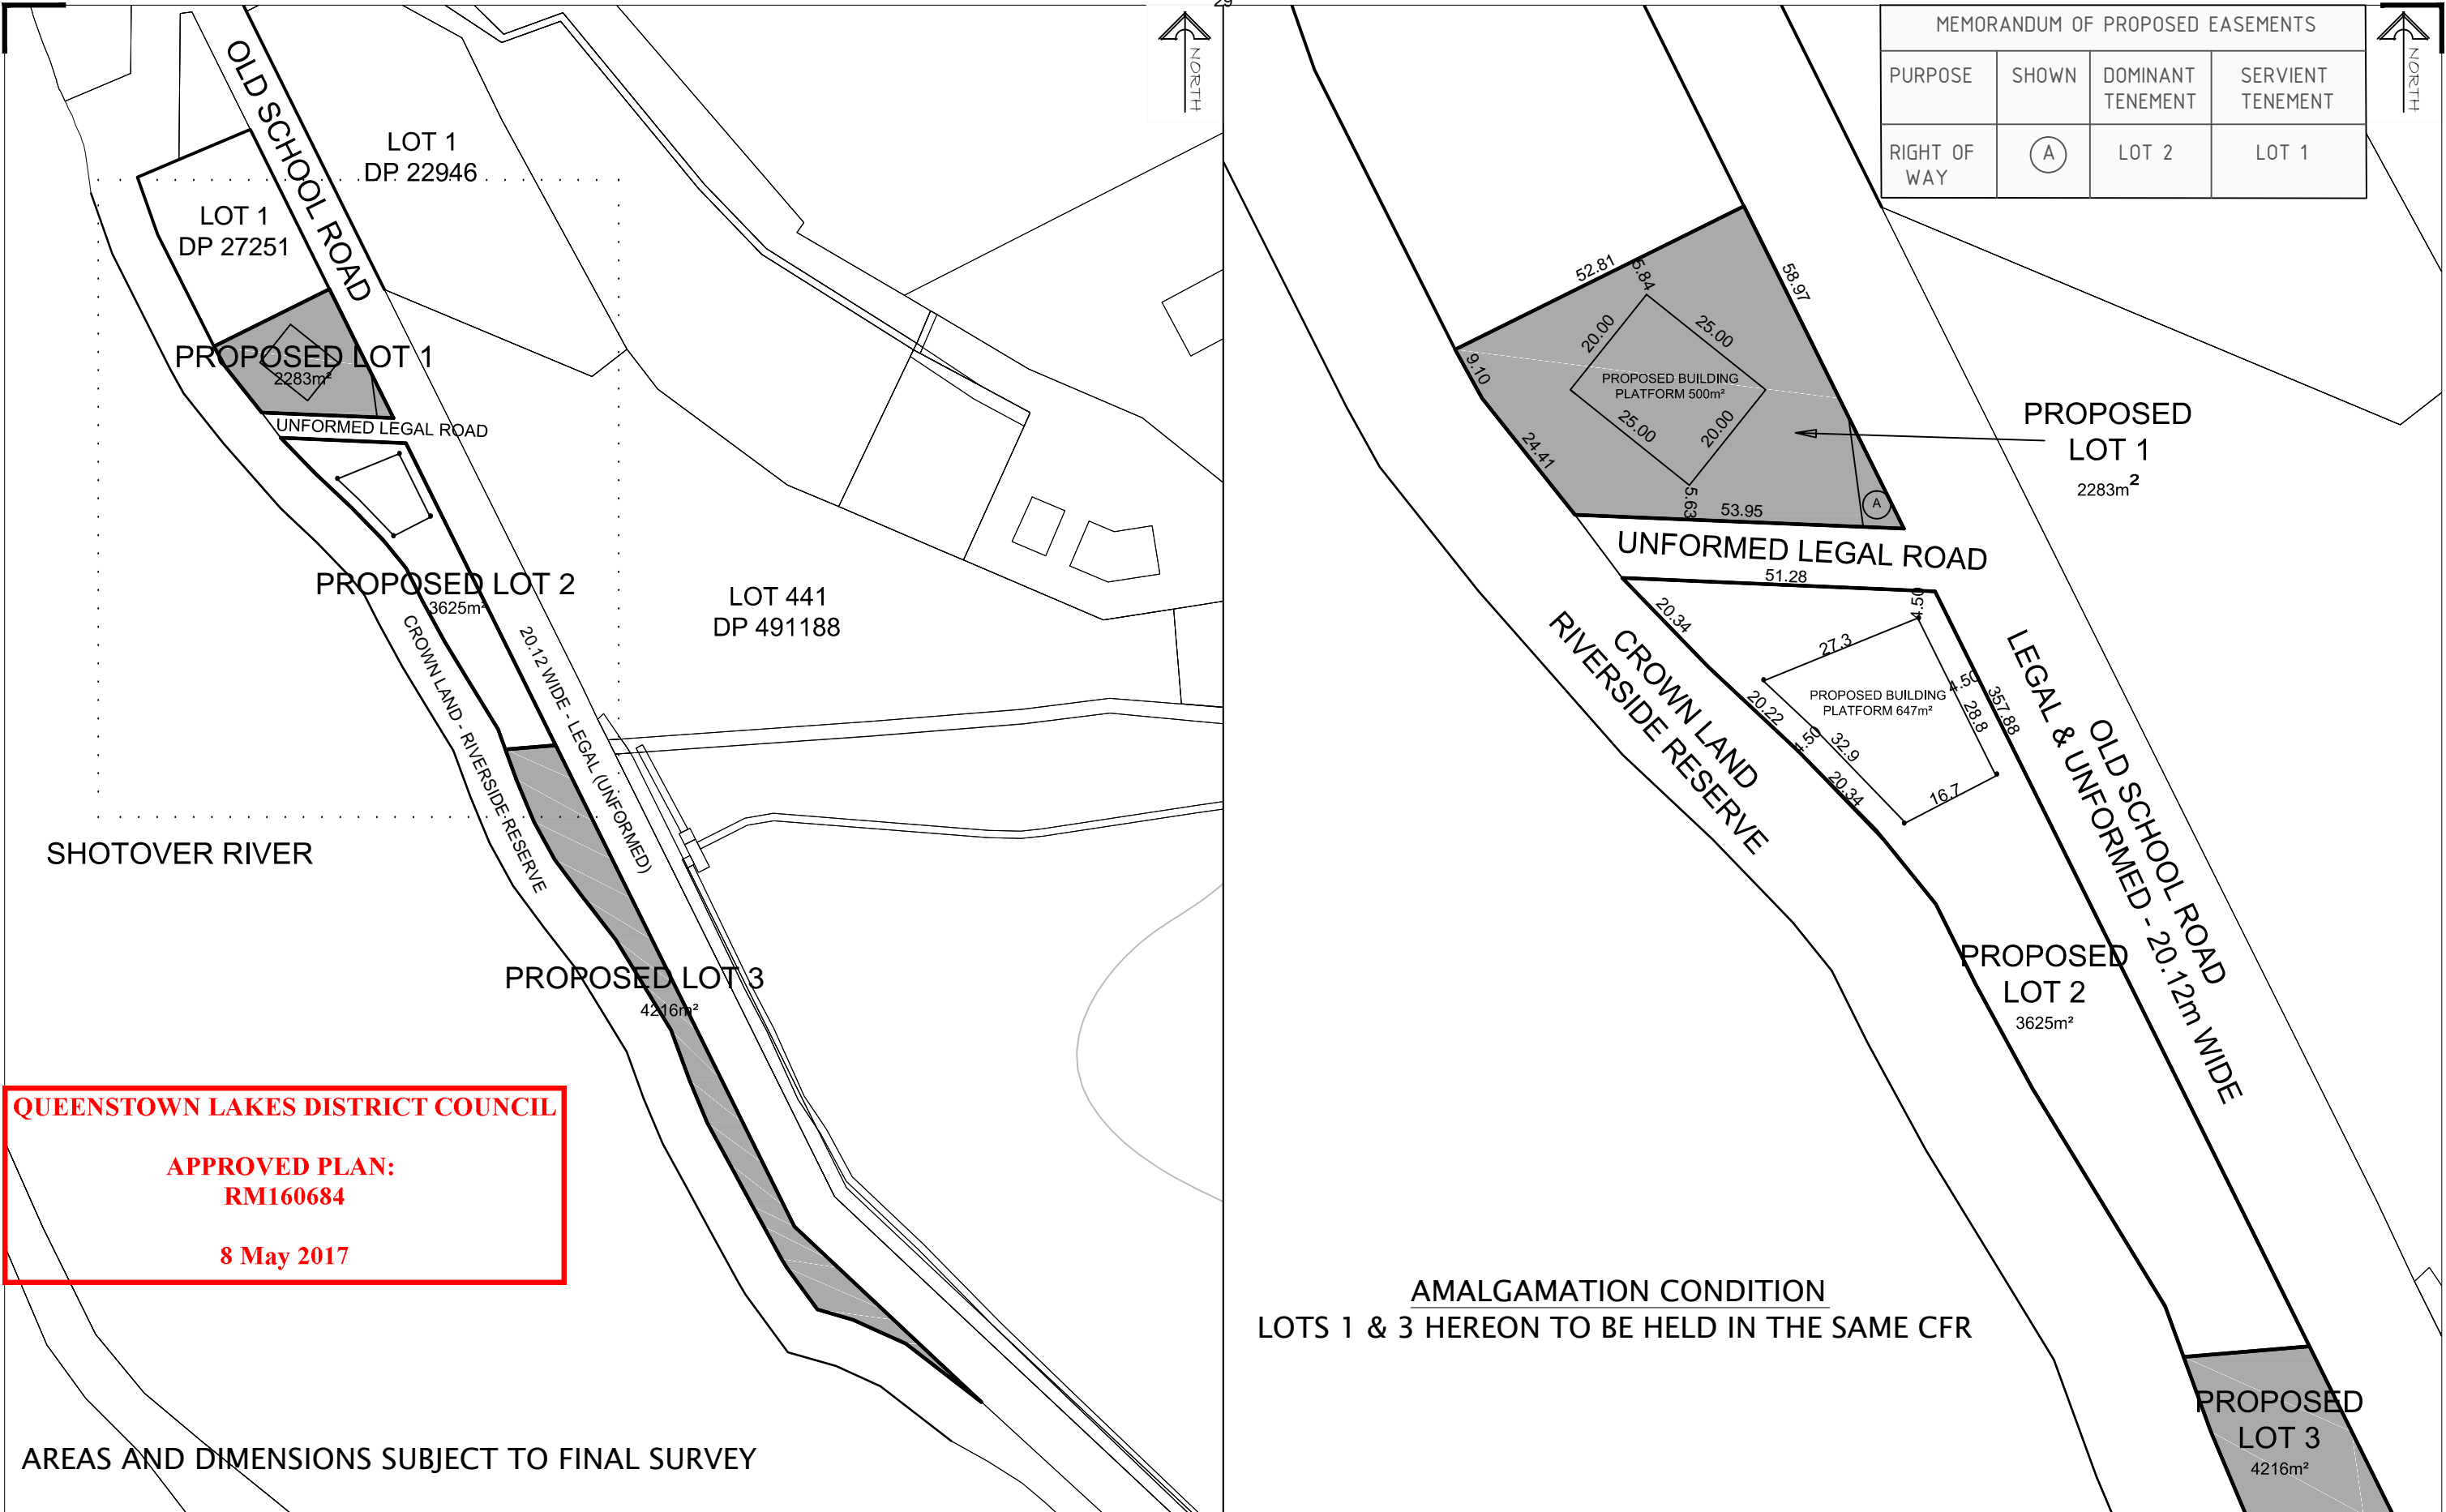 29
NORTH
OLD SCHOOL ROAD
LOT 1
DP 22946
LOT 1
DP 27251
PROPOSED LOT 1
2283m²
UNFORMED LEGAL ROAD
PROPOSED LOT 2
3625m²
LOT 441
DP 491188
20.12 WIDE - LEGAL (UNFORMED)
CROWN LAND - RIVERSIDE RESERVE
SHOTOVER RIVER
PROPOSED LOT 3
4216m²
QUEENSTOWN LAKES DISTRICT COUNCIL
APPROVED PLAN:
RM160684
8 May 2017
AREAS AND DIMENSIONS SUBJECT TO FINAL SURVEY
MEMORANDUM OF PROPOSED EASEMENTS
PURPOSE SHOWN DOMINANT TENEMENT SERVIENT TENEMENT
RIGHT OF WAY A LOT 2 LOT 1
NORTH
52.81
5.84
58.97
20.00
25.00
9.10
PROPOSED BUILDING
PLATFORM 500m²
25.00
20.00
24.41
5.63
53.95
A
PROPOSED
LOT 1
2283m²
UNFORMED LEGAL ROAD
51.28
4.50
20.34
27.3
CROWN LAND
RIVERSIDE RESERVE
PROPOSED BUILDING
PLATFORM 647m²
4.50
28.8
357.88
20.22
4.50
32.9
20.34
16.7
OLD SCHOOL ROAD
LEGAL & UNFORMED - 20.12m WIDE
PROPOSED
LOT 2
3625m²
AMALGAMATION CONDITION
LOTS 1 & 3 HEREON TO BE HELD IN THE SAME CFR
PROPOSED
LOT 3
4216m²